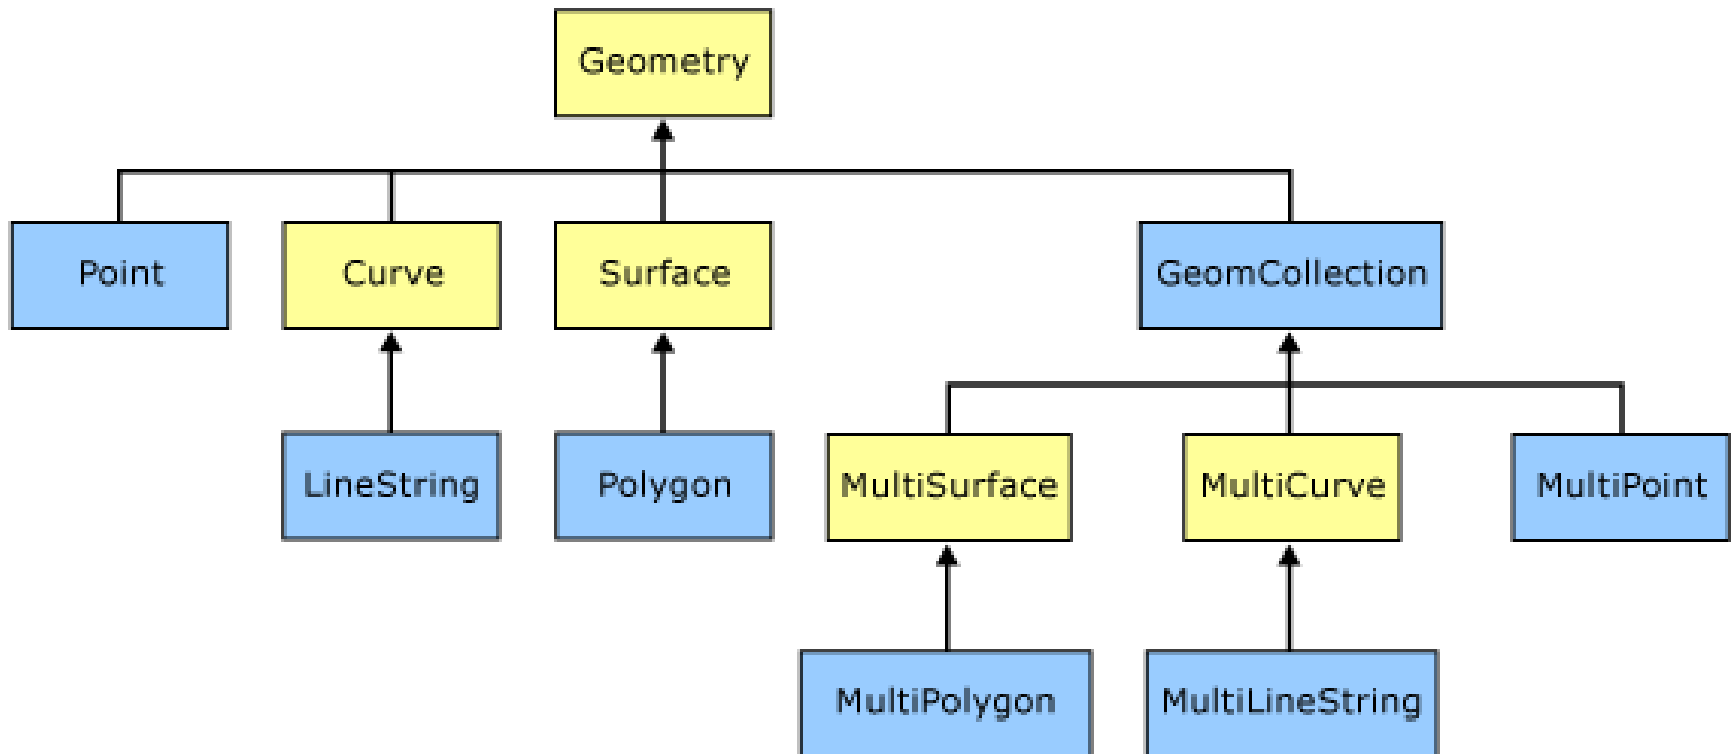 Geometry
Point
Curve
Surface
GeomCollection
LineString
Polygon
MultiSurface
MultiCurve
MultiPoint
MultiPolygon
MultiLineString